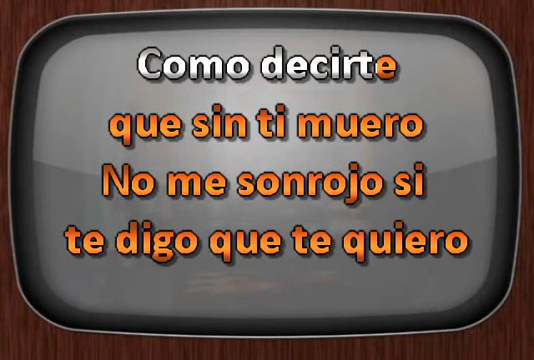 Como decirte
que sin ti muero
No me sonrojo si
te digo que te quiero